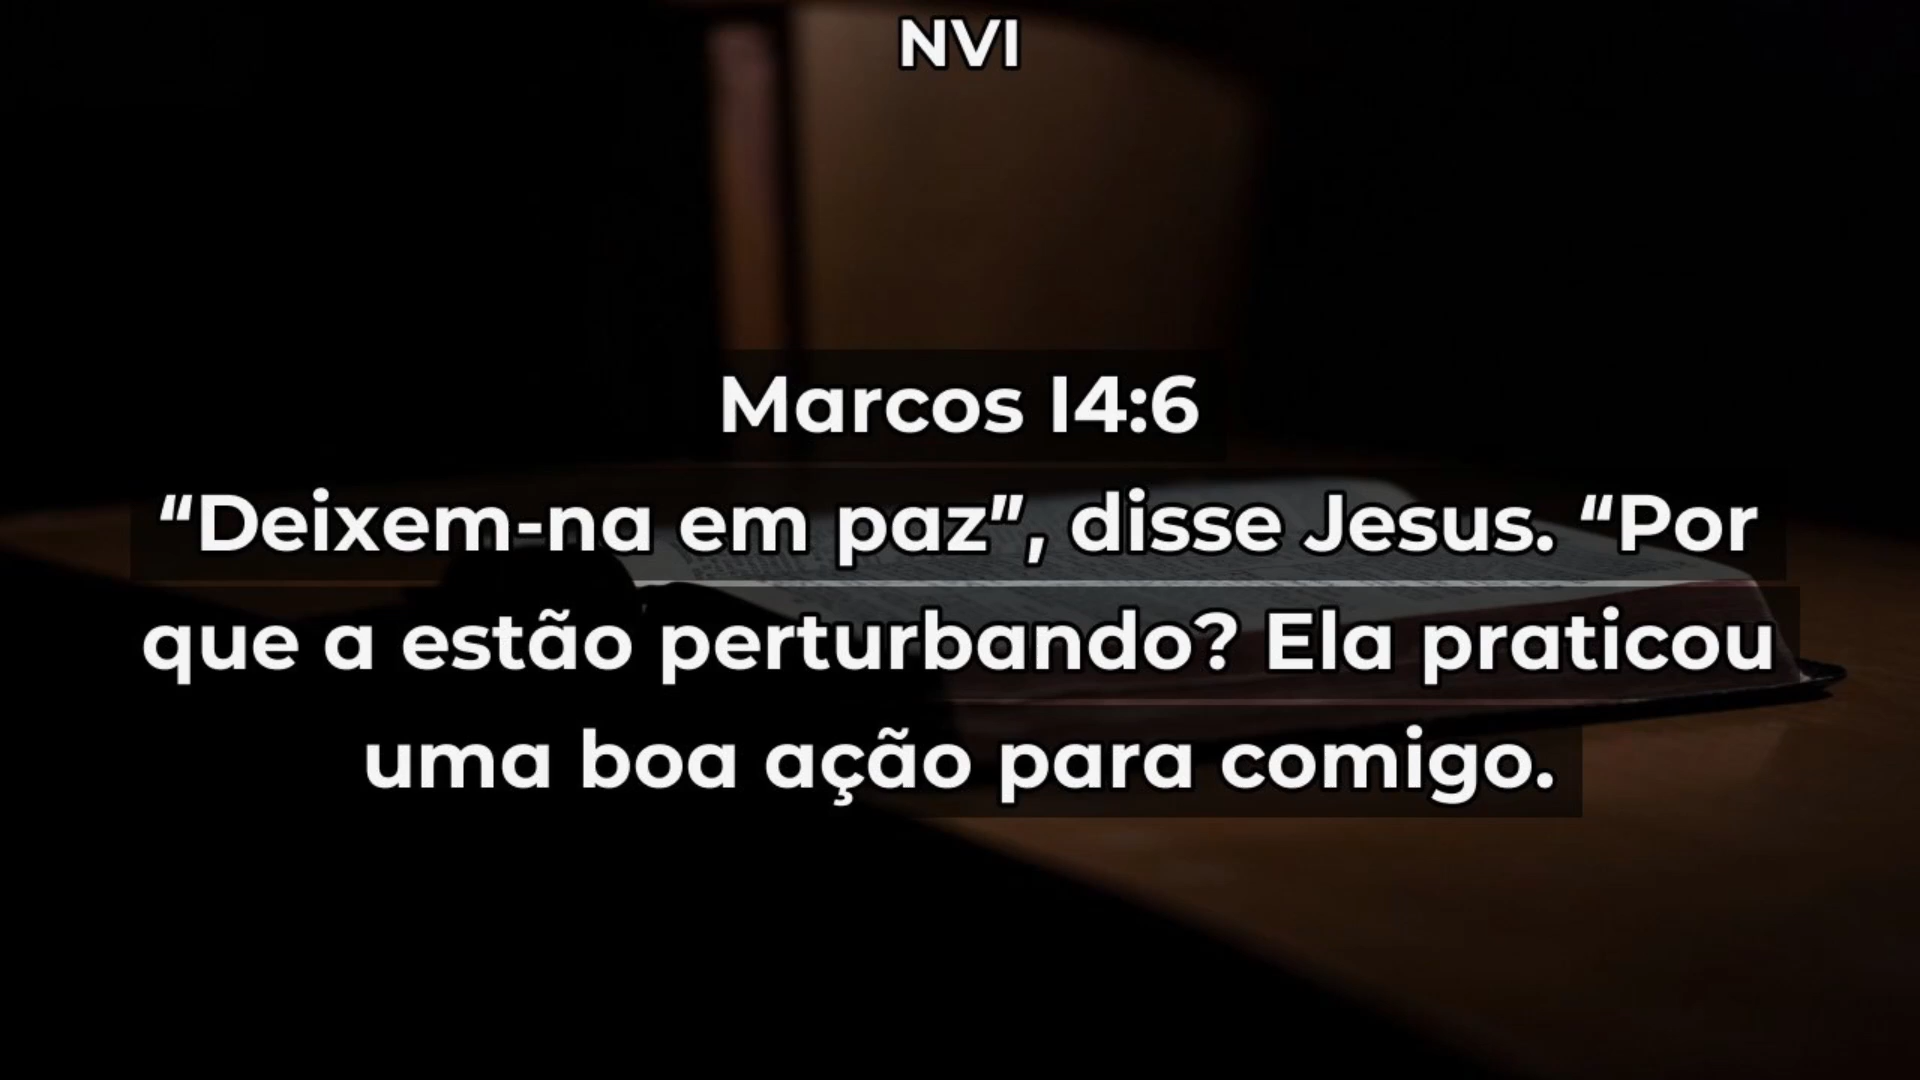 NVI
Marcos 14:6
“Deixem-na em paz”, disse Jesus. “Por
que a estão perturbando? Ela praticou
uma boa ação para comigo.